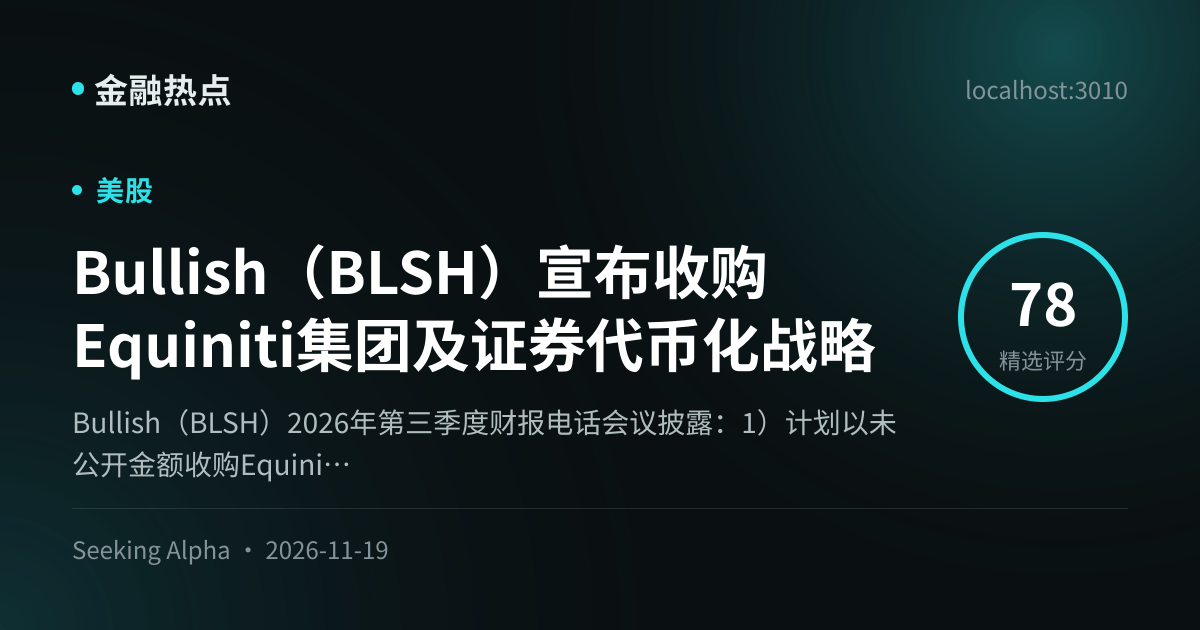 金融热点
localhost:3010
美股
Bullish（BLSH）宣布收购
Equiniti集团及证券代币化战略
78
精选评分
Bullish（BLSH）2026年第三季度财报电话会议披露：1）计划以未
公开金额收购Equini…
Seeking Alpha · 2026-11-19